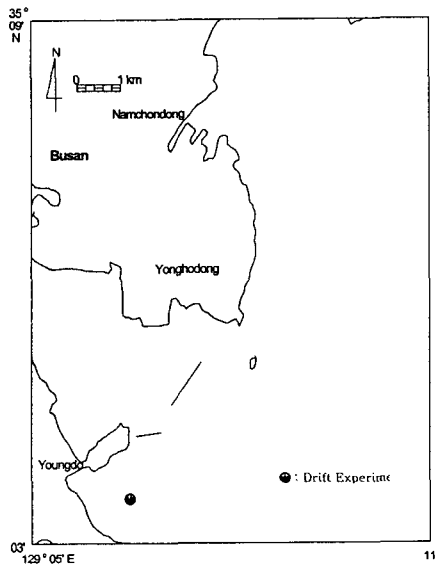 35°
09'
N
N
0 1 km
Namchondong
Busan
Yonghodong
Youngdo
: Drift Experime
03'
129° 05' E
11